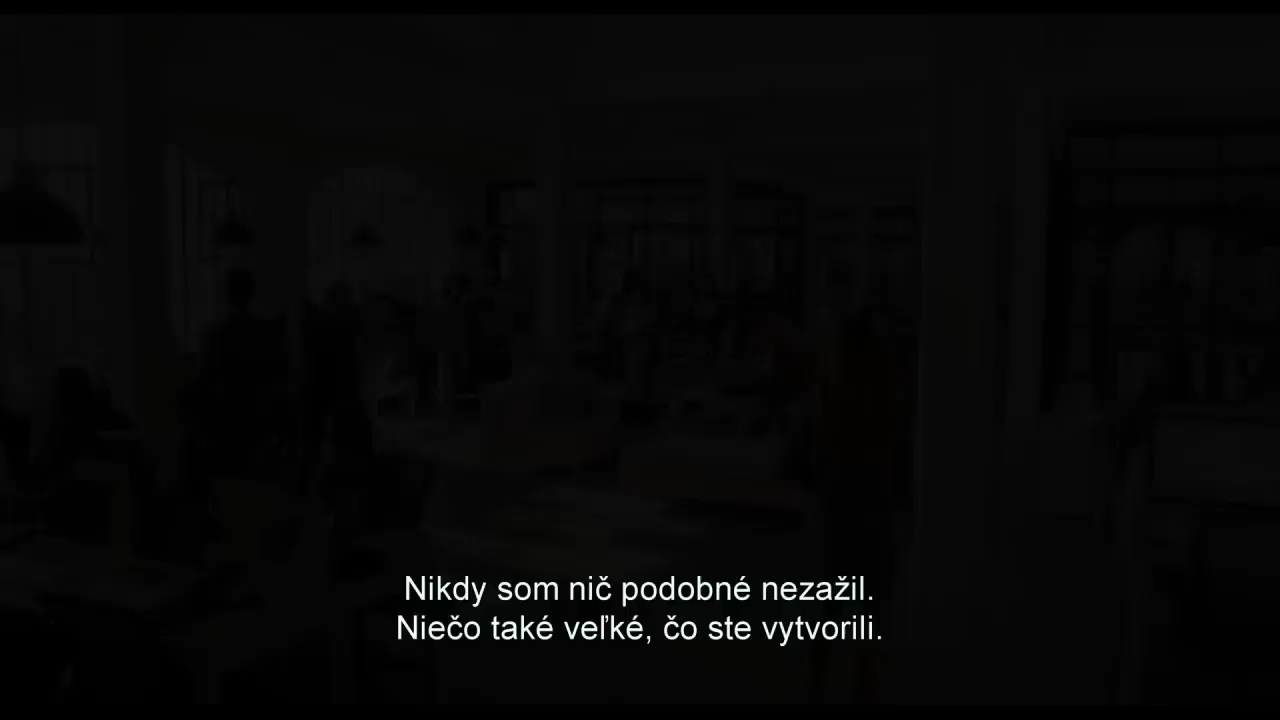 Nikdy som nič podobné nezažil.
Niečo také veľké, čo ste vytvorili.